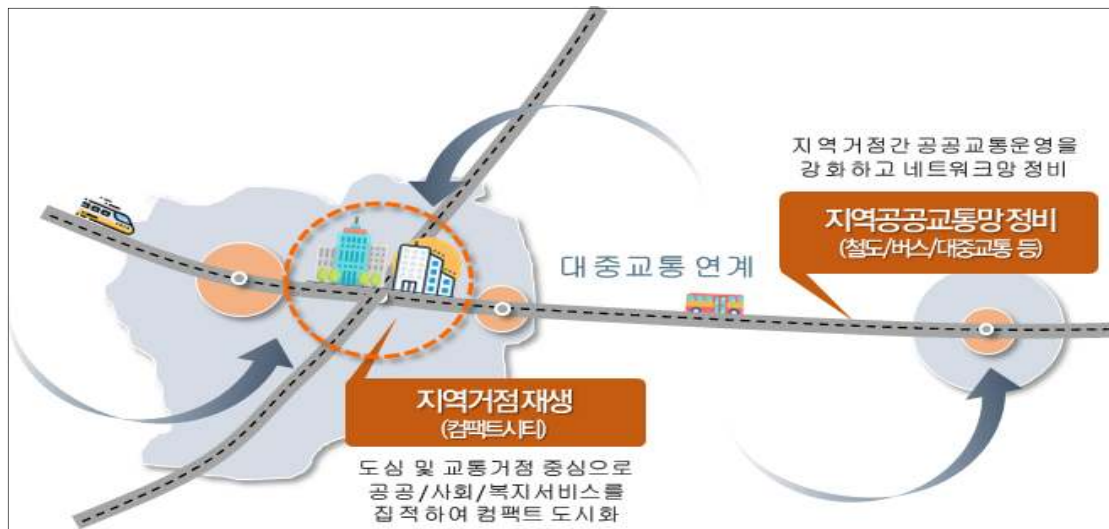 지역거점간 공공교통운영을
강화하고 네트워크망 정비
지역공공교통망 정비
(철도/버스/대중교통 등)
대중교통 연계
지역거점 재생
(컴팩트시티)
도심 및 교통거점 중심으로
공공/사회/복지서비스를
집적하여 컴팩트 도시화